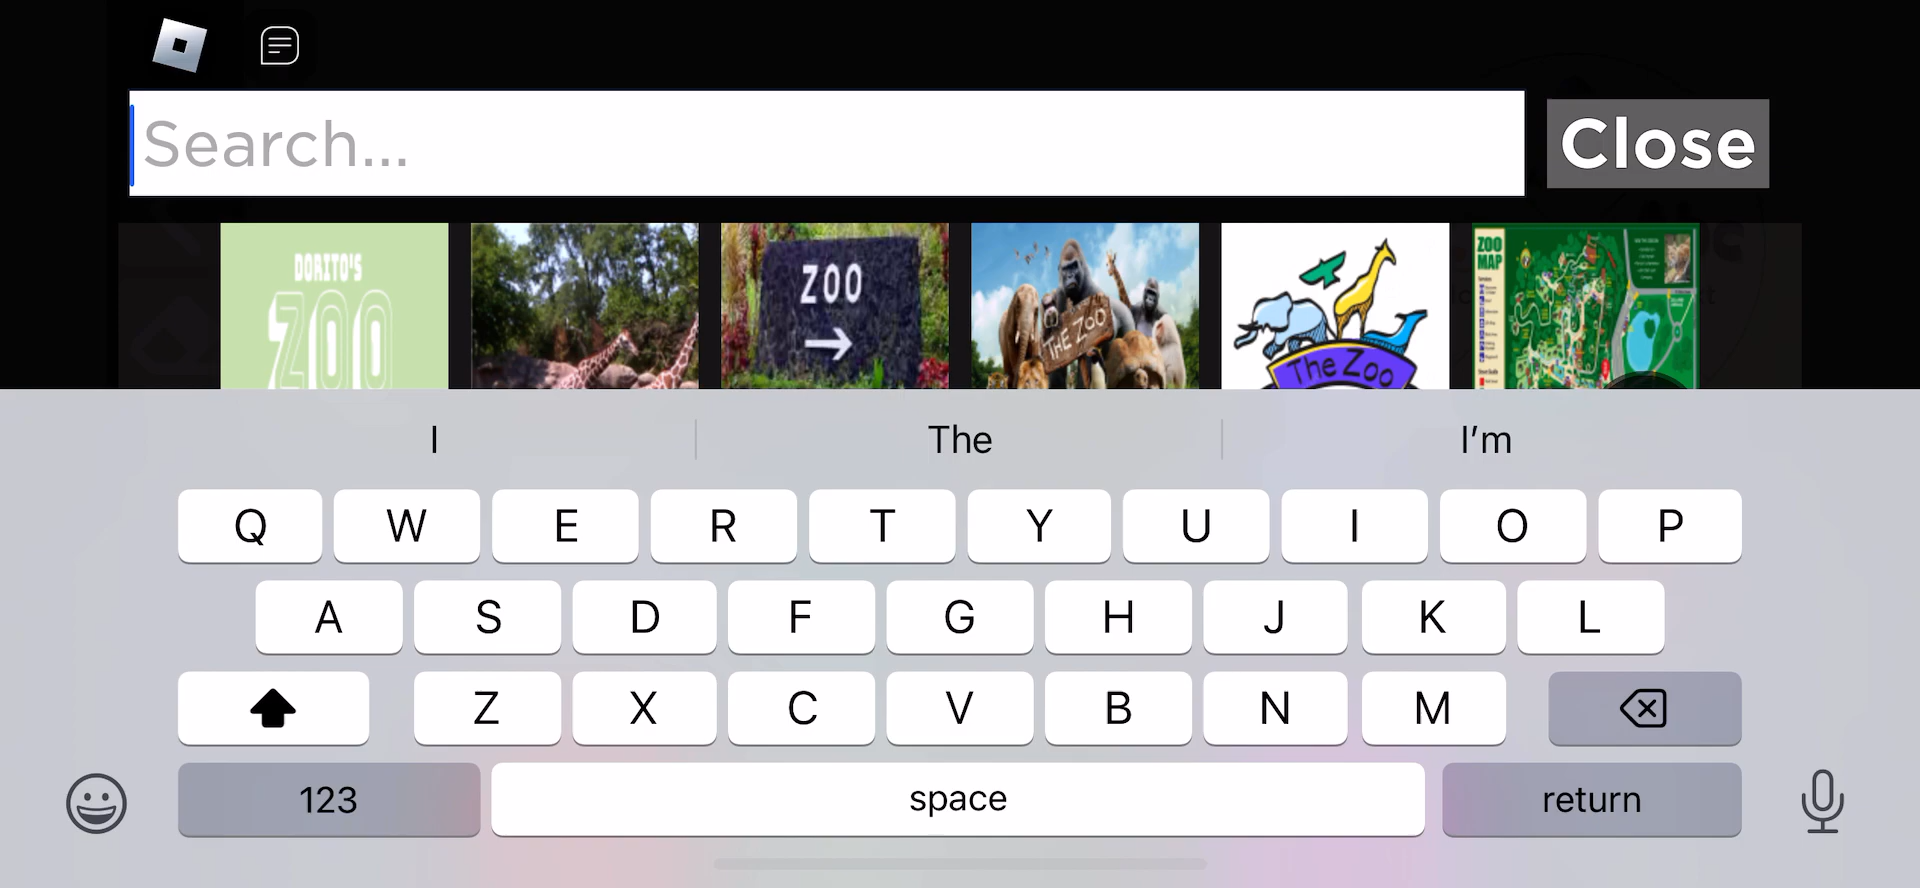 Search...
Close
DORITO'S
ZOO
ZOO
THE ZOO
The Zoo
ZOO
MAP
I
The
I'm
Q W E R T Y U I O P
A S D F G H J K L
Z X C V B N M
123
space
return